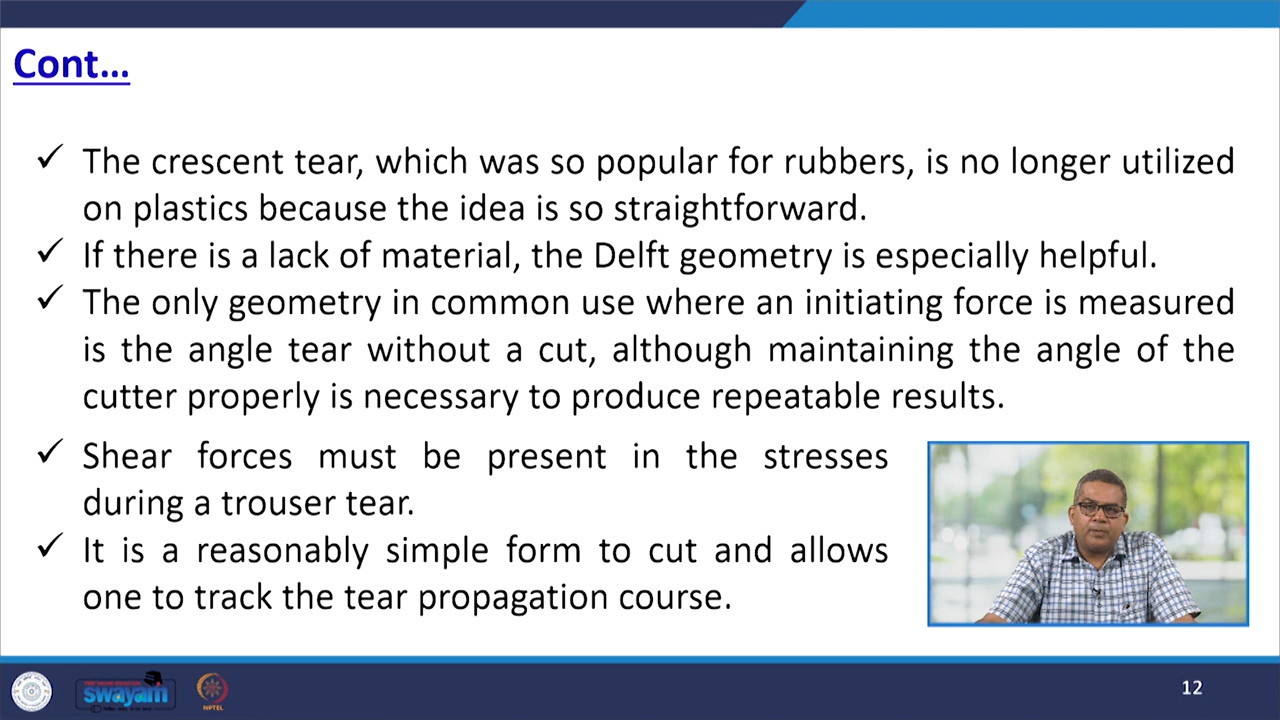 Cont...
✓ The crescent tear, which was so popular for rubbers, is no longer utilized
on plastics because the idea is so straightforward.
✓ If there is a lack of material, the Delft geometry is especially helpful.
✓ The only geometry in common use where an initiating force is measured
is the angle tear without a cut, although maintaining the angle of the
cutter properly is necessary to produce repeatable results.
✓ Shear forces must be present in the stresses
during a trouser tear.
✓ It is a reasonably simple form to cut and allows
one to track the tear propagation course.
swayam
NPTEL
12